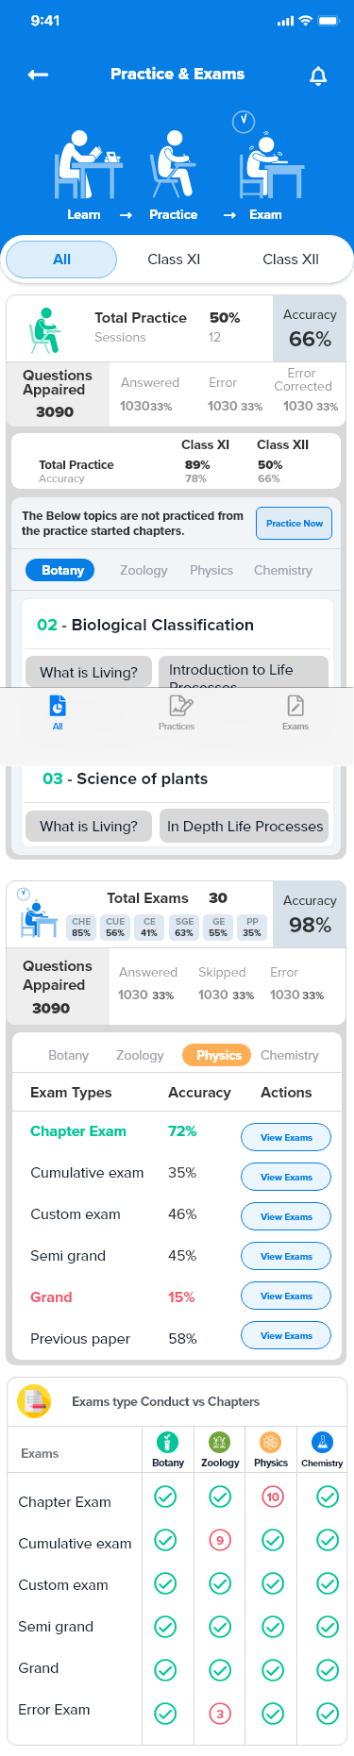 9:41
Practice & Exams
Learn → Practice → Exam
All Class XI Class XII
Total Practice 50% Accuracy
Sessions 12 66%
Questions Appaired 3090
Answered Error Error Corrected
1030 33% 1030 33% 1030 33%
Class XI Class XII
Total Practice 89% 50%
Accuracy 78% 66%
The Below topics are not practiced from
the practice started chapters.
Practice Now
Botany Zoology Physics Chemistry
02 - Biological Classification
What is Living? Introduction to Life
Processes
All Practices Exams
03 - Science of plants
What is Living? In Depth Life Processes
Total Exams 30 Accuracy
98%
CHE CUE CE SGE GE PP
85% 56% 41% 63% 55% 35%
Questions
Appaired
3090
Answered Skipped Error
1030 33% 1030 33% 1030 33%
Botany Zoology Physics Chemistry
Exam Types Accuracy Actions
Chapter Exam 72% View Exams
Cumulative exam 35% View Exams
Custom exam 46% View Exams
Semi grand 45% View Exams
Grand 15% View Exams
Previous paper 58% View Exams
Exams type Conduct vs Chapters
Exams Botany Zoology Physics Chemistry
Chapter Exam 10
Cumulative exam 9
Custom exam
Semi grand
Grand
Error Exam 3